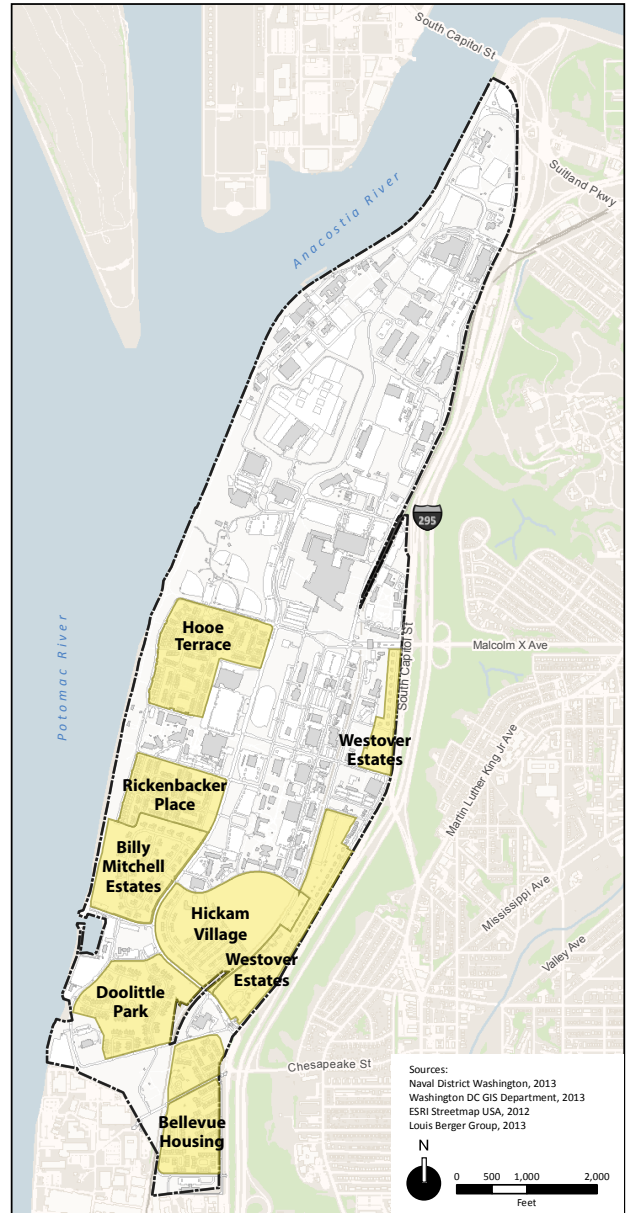 South Capitol St
Suitland Pkwy
Anacostia River
295
Hooe
Terrace
Malcolm X Ave
South Capitol St
Potomac River
Westover
Estates
Martin Luther King Jr Ave
Rickenbacker
Place
Billy
Mitchell
Estates
Mississippi Ave
Hickam
Village
Valley Ave
Westover
Estates
Doolittle
Park
Chesapeake St
Bellevue
Housing
Sources:
Naval District Washington, 2013
Washington DC GIS Department, 2013
ESRI Streetmap USA, 2012
Louis Berger Group, 2013
N
0 500 1,000 2,000
Feet